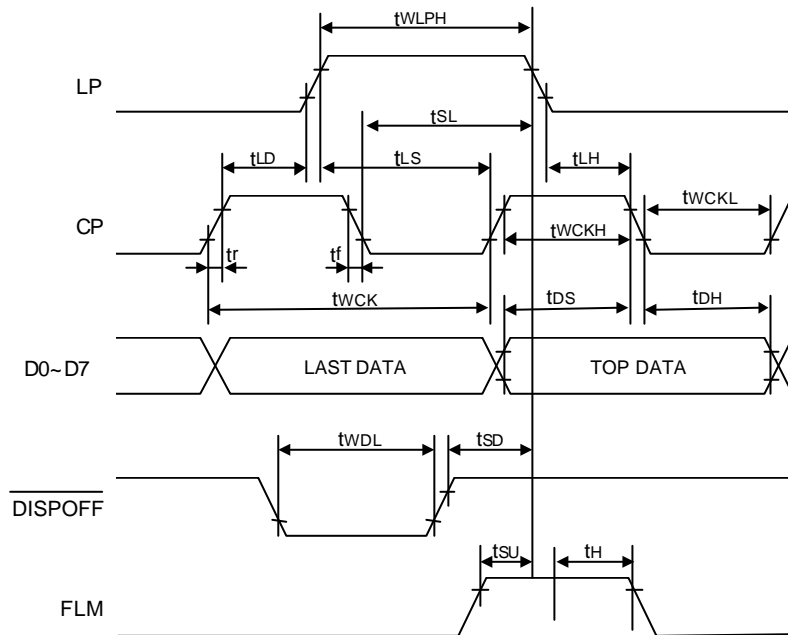 tWLPH
LP
tSL
tLD
tLS
tLH
tWCKL
CP
tWCKH
tr
tf
tWCK
tDS
tDH
D0~D7
LAST DATA
TOP DATA
tWDL
tSD
DISPOFF
tSU
tH
FLM